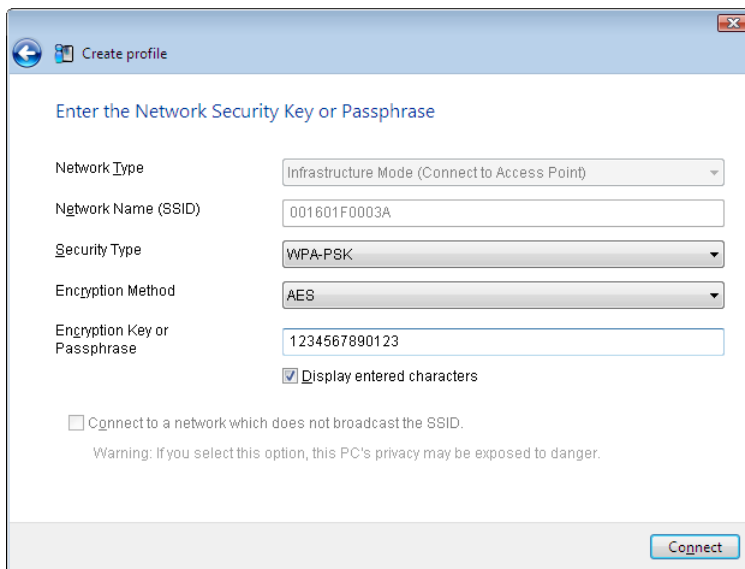 Create profile
Enter the Network Security Key or Passphrase
Network Type
Infrastructure Mode (Connect to Access Point)
Network Name (SSID)
001601F0003A
Security Type
WPA-PSK
Encryption Method
AES
Encryption Key or
Passphrase
1234567890123
Display entered characters
Connect to a network which does not broadcast the SSID.
Warning: If you select this option, this PC's privacy may be exposed to danger.
Connect